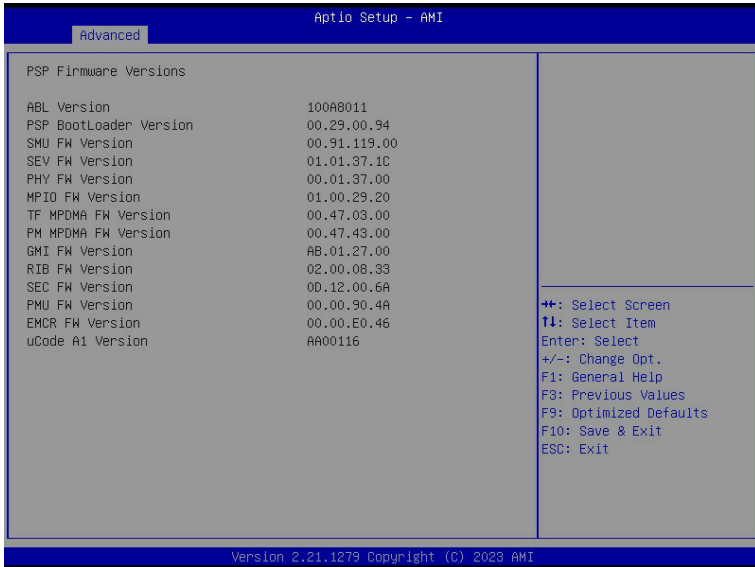 Aptio Setup - AMI
Advanced
PSP Firmware Versions
ABL Version 100A8011
PSP BootLoader Version 00.29.00.94
SMU FW Version 00.91.119.00
SEV FW Version 01.01.37.1C
PHY FW Version 00.01.37.00
MPIO FW Version 01.00.29.20
TF MPDMA FW Version 00.47.03.00
PM MPDMA FW Version 00.47.43.00
GMI FW Version AB.01.27.00
RIB FW Version 02.00.08.33
SEC FW Version 0D.12.00.6A
PMU FW Version 00.00.90.4A
EMCR FW Version 00.00.E0.46
uCode A1 Version AA00116
→←: Select Screen
↑↓: Select Item
Enter: Select
+/-: Change Opt.
F1: General Help
F3: Previous Values
F9: Optimized Defaults
F10: Save & Exit
ESC: Exit
Version 2.21.1279 Copyright (C) 2023 AMI